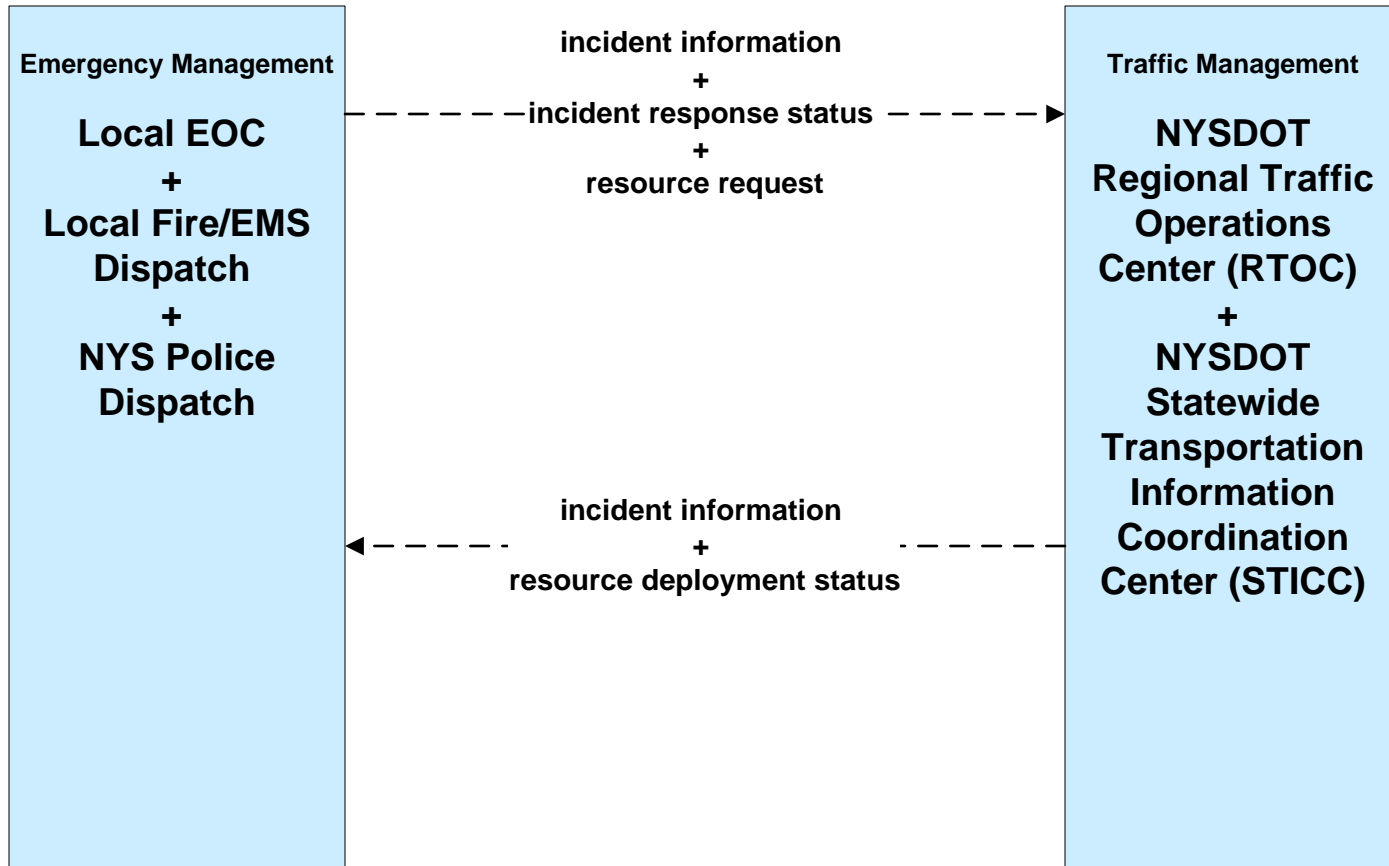 Emergency Management
Local EOC
+
Local Fire/EMS
Dispatch
+
NYS Police
Dispatch
incident information
+
incident response status
+
resource request
incident information
+
resource deployment status
Traffic Management
NYSDOT
Regional Traffic
Operations
Center (RTOC)
+
NYSDOT
Statewide
Transportation
Information
Coordination
Center (STICC)